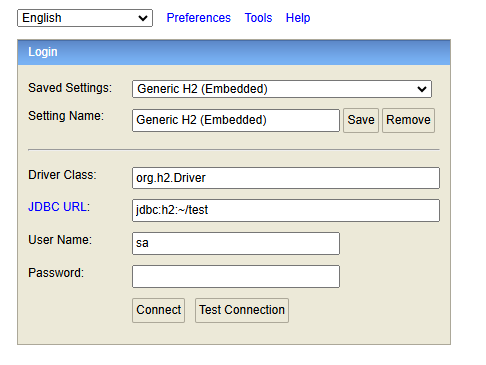 English Preferences Tools Help
Login
Saved Settings: Generic H2 (Embedded)
Setting Name: Generic H2 (Embedded) Save Remove
Driver Class: org.h2.Driver
JDBC URL: jdbc:h2:~/test
User Name: sa
Password:
Connect Test Connection